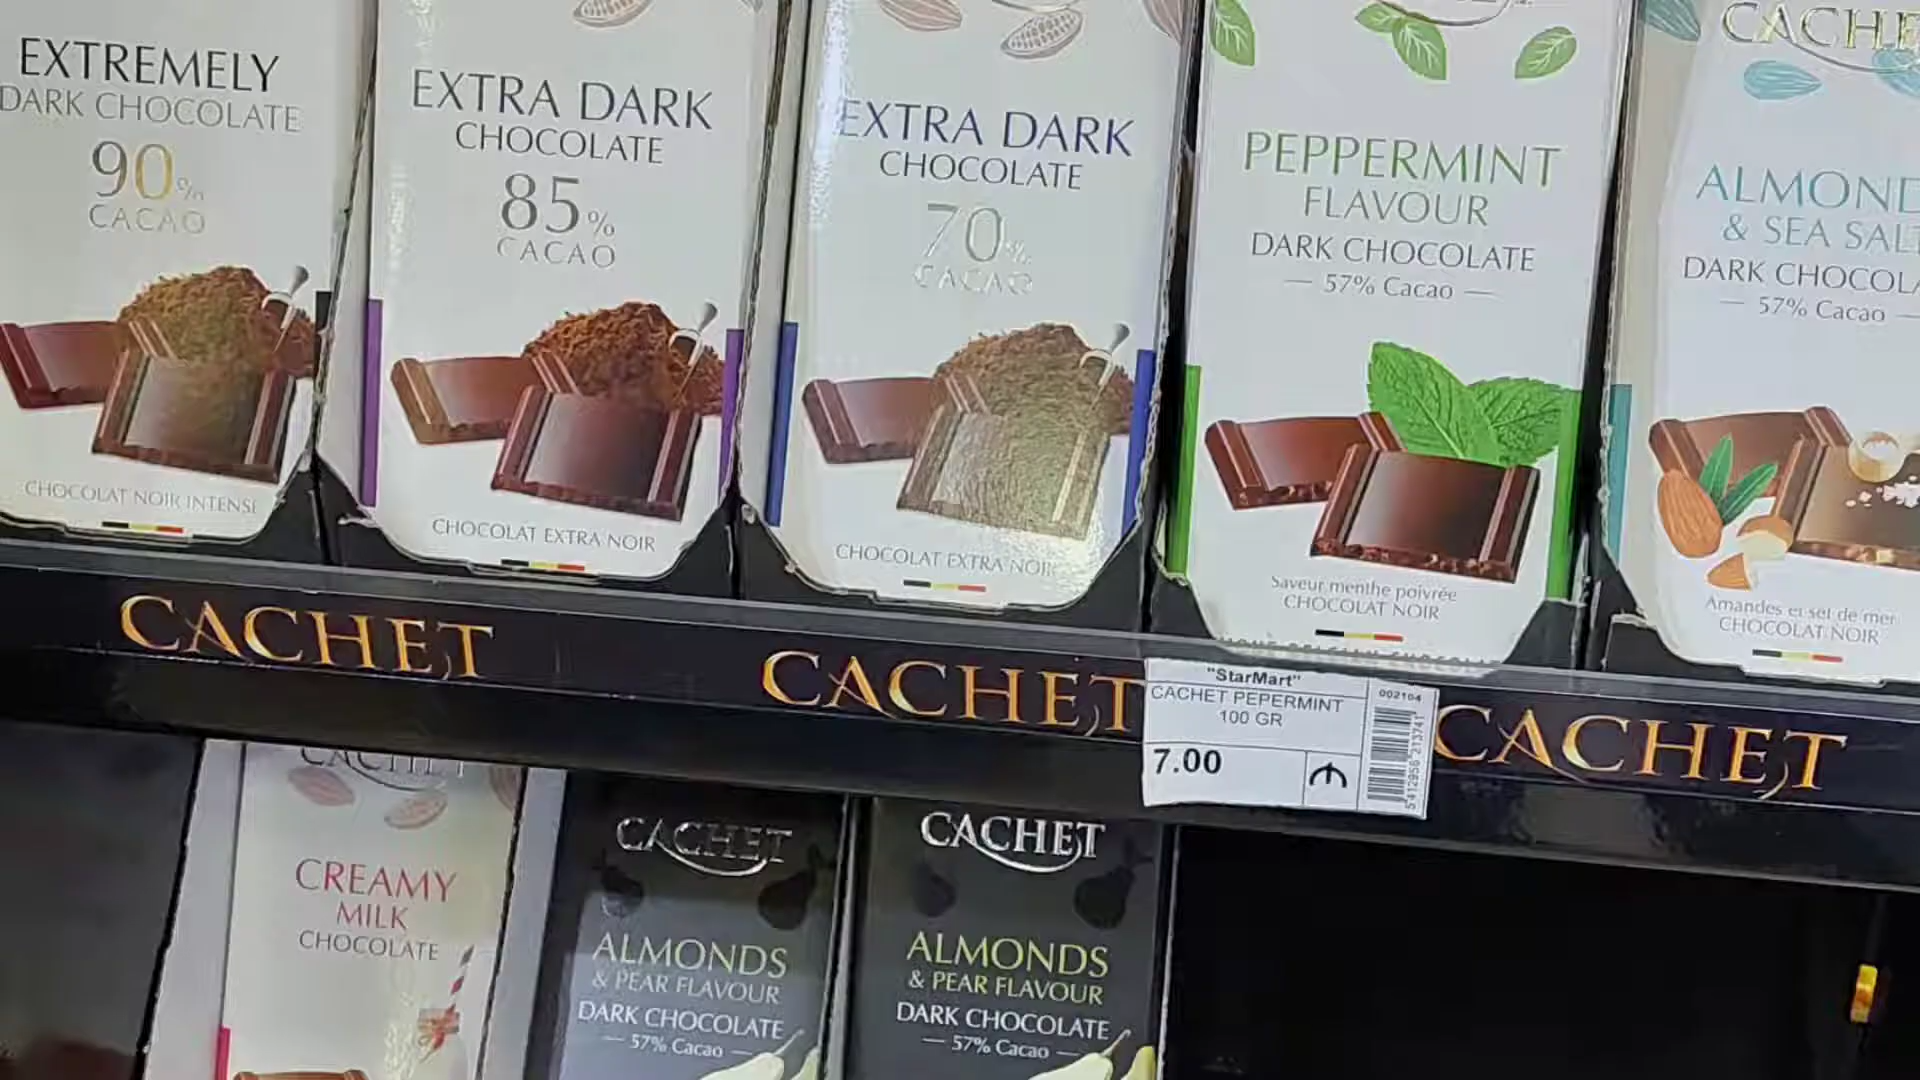 EXTREMELY
DARK CHOCOLATE
90%
CACAO
CHOCOLAT NOIR INTENSE
EXTRA DARK
CHOCOLATE
85%
CACAO
CHOCOLAT EXTRA NOIR
EXTRA DARK
CHOCOLATE
70%
CACAO
CHOCOLAT EXTRA NOIR
PEPPERMINT
FLAVOUR
DARK CHOCOLATE
— 57% Cacao —
Saveur menthe poivrée
CHOCOLAT NOIR
CACHE
ALMOND
& SEA SAL
DARK CHOCOLA
— 57% Cacao —
Amandes et sel de mer
CHOCOLAT NOIR
CACHET
CACHET
CACHET
"StarMart"
CACHET PEPERMINT
100 GR
7.00 ₼
002104
5412956213741
CACHET
CREAMY
MILK
CHOCOLATE
CACHET
ALMONDS
& PEAR FLAVOUR
DARK CHOCOLATE
— 57% Cacao —
CACHET
ALMONDS
& PEAR FLAVOUR
DARK CHOCOLATE
— 57% Cacao —